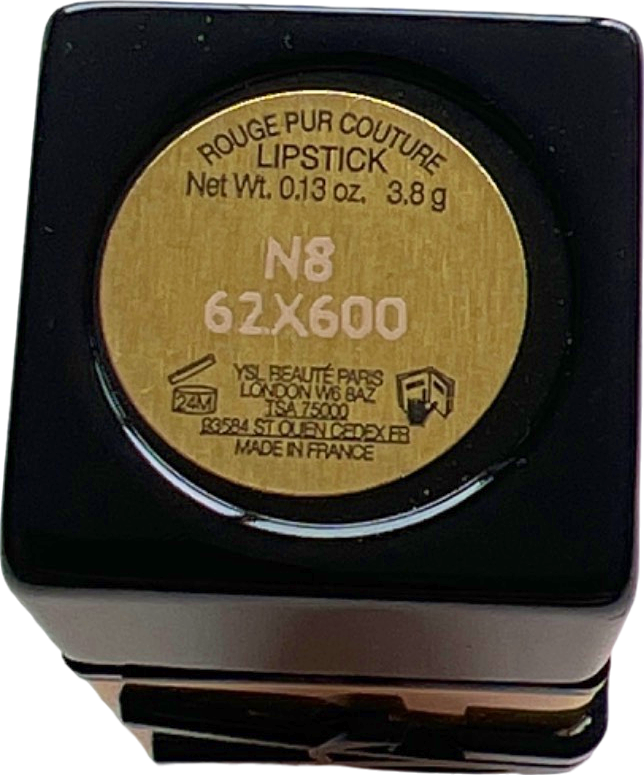 ROUGE PUR COUTURE
LIPSTICK
Net Wt. 0.13 oz. 3.8 g
N8
62X600
24M
YSL BEAUTÉ PARIS
LONDON W6 8AZ
TSA 75000
93584 ST OUEN CEDEX FR
MADE IN FRANCE